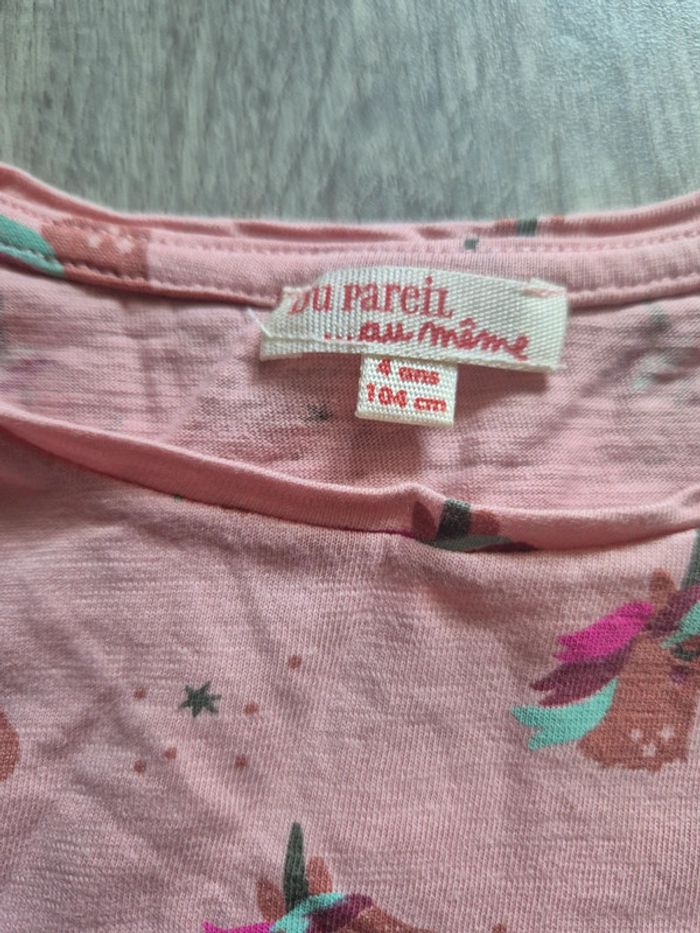 Du Pareil
...au même
4 ans
104 cm